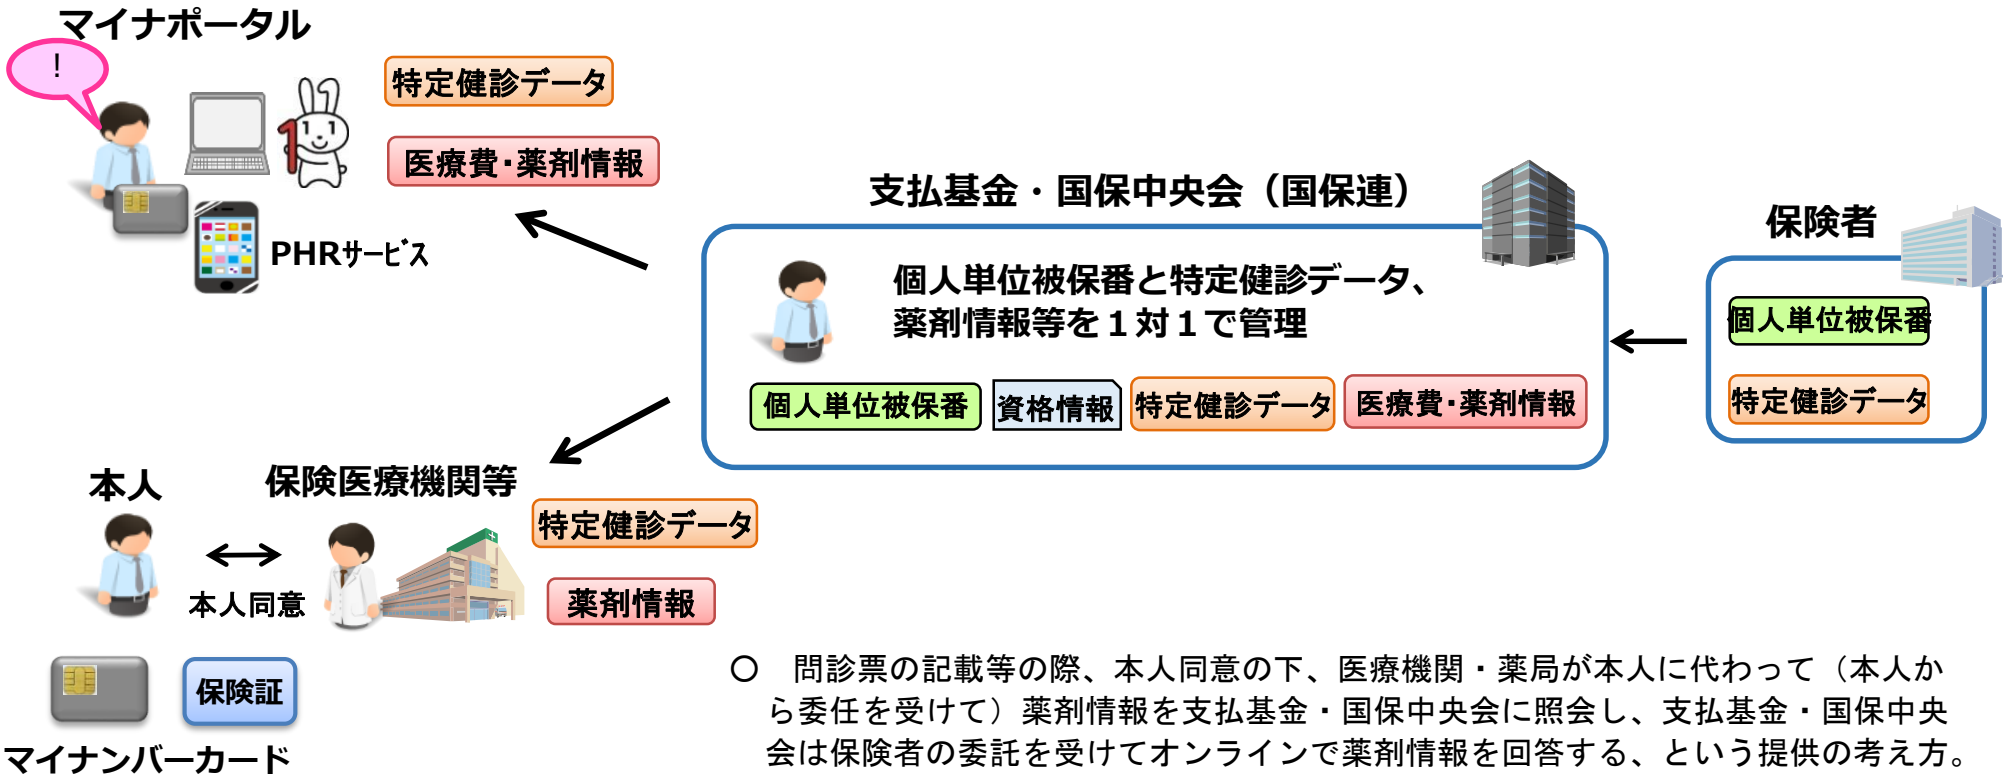 マイナポータル
!
特定健診データ
医療費・薬剤情報
PHRサービス
支払基金・国保中央会（国保連）
個人単位被保番と特定健診データ、
薬剤情報等を１対１で管理
個人単位被保番
資格情報
特定健診データ
医療費・薬剤情報
保険者
個人単位被保番
特定健診データ
本人
保険医療機関等
特定健診データ
本人同意
薬剤情報
保険証
マイナンバーカード
〇　問診票の記載等の際、本人同意の下、医療機関・薬局が本人に代わって（本人か
ら委任を受けて）薬剤情報を支払基金・国保中央会に照会し、支払基金・国保中央
会は保険者の委託を受けてオンラインで薬剤情報を回答する、という提供の考え方。